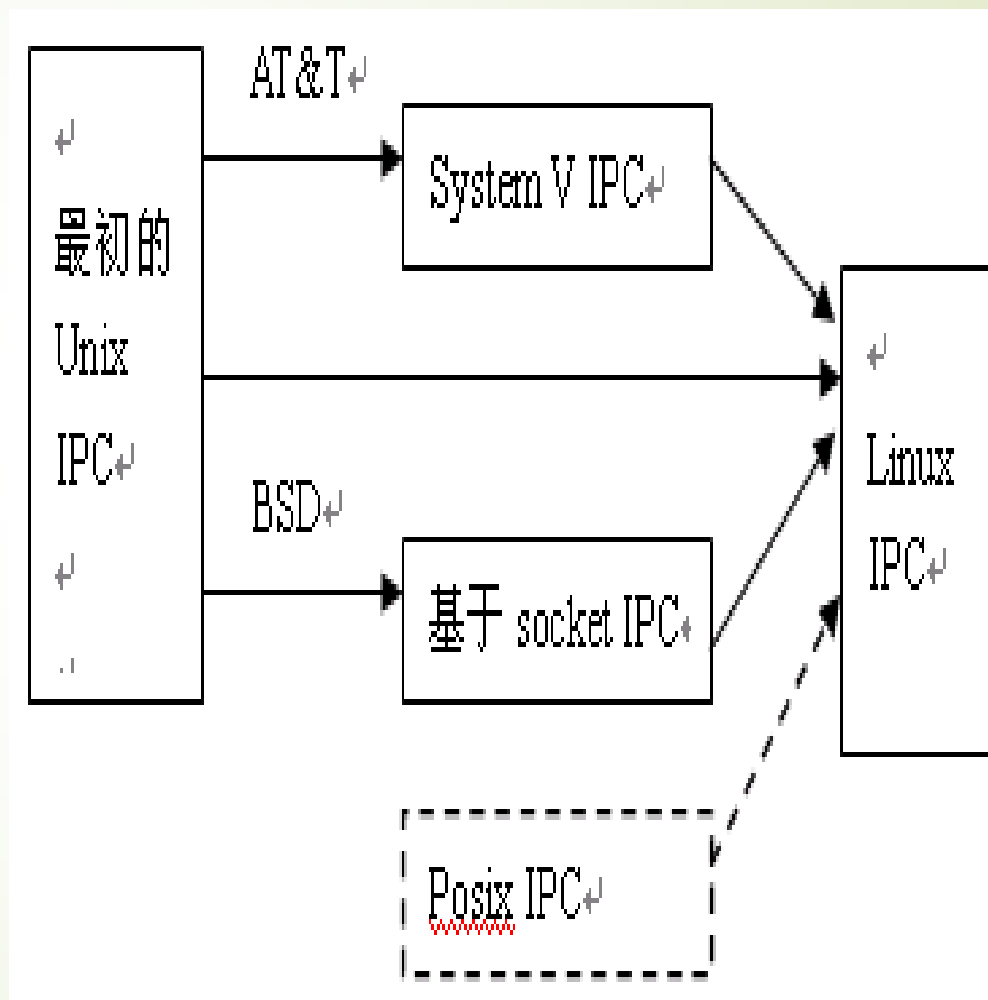 最初的
Unix
IPC
AT&T
System V IPC
BSD
基于 socket IPC
Posix IPC
Linux
IPC